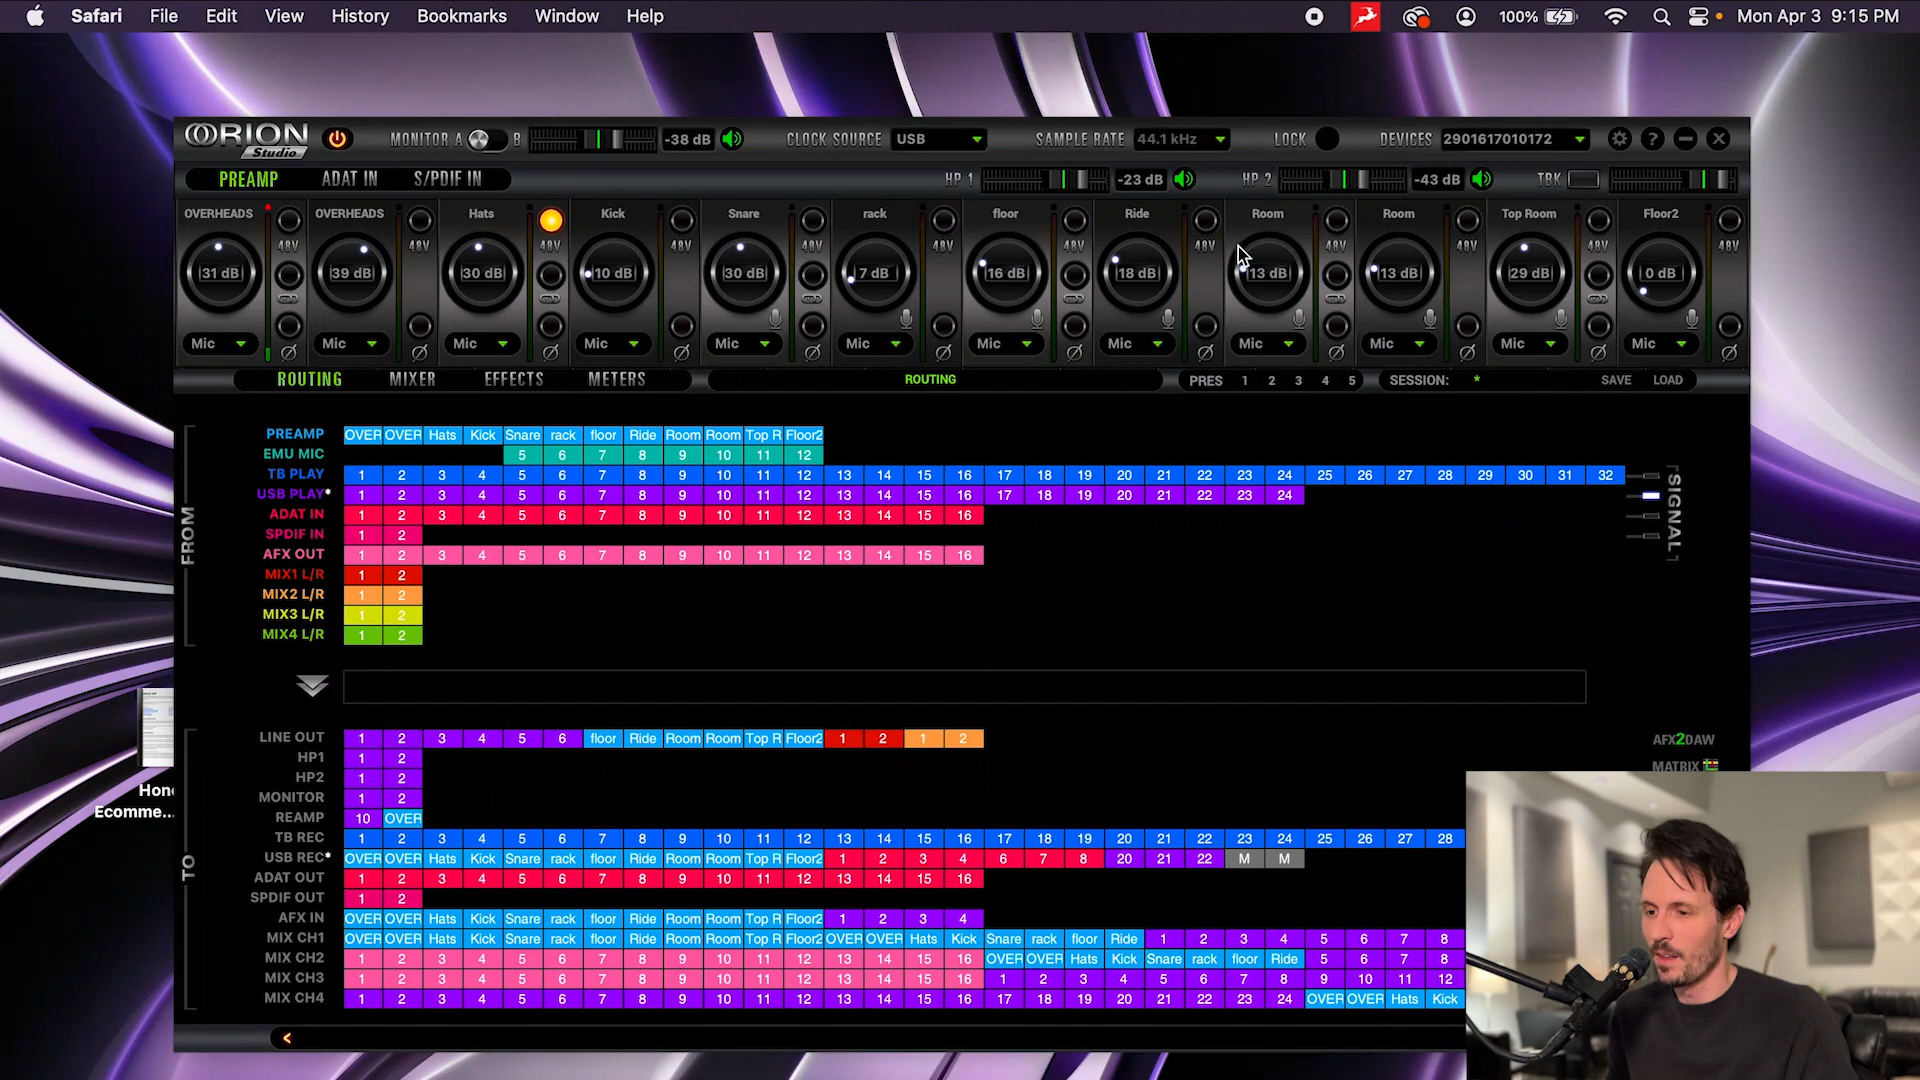 Safari File Edit View History Bookmarks Window Help 100% Mon Apr 3 9:15 PM
ORION Studio MONITOR A B -38 dB CLOCK SOURCE USB SAMPLE RATE 44.1 kHz LOCK DEVICES 2901617010172 ?
PREAMP ADAT IN S/PDIF IN HP 1 -23 dB HP 2 -43 dB TBK
OVERHEADS OVERHEADS Hats Kick Snare rack floor Ride Room Room Top Room Floor2
48V 48V 48V 48V 48V 48V 48V 48V 48V 48V 48V 48V
31 dB 39 dB 30 dB 10 dB 30 dB 7 dB 16 dB 18 dB 13 dB 13 dB 29 dB 0 dB
Mic Mic Mic Mic Mic Mic Mic Mic Mic Mic Mic Mic
ROUTING MIXER EFFECTS METERS ROUTING PRES 1 2 3 4 5 SESSION: * SAVE LOAD
FROM
PREAMP OVER OVER Hats Kick Snare rack floor Ride Room Room Top R Floor2
EMU MIC 5 6 7 8 9 10 11 12
TB PLAY 1 2 3 4 5 6 7 8 9 10 11 12 13 14 15 16 17 18 19 20 21 22 23 24 25 26 27 28 29 30 31 32
USB PLAY* 1 2 3 4 5 6 7 8 9 10 11 12 13 14 15 16 17 18 19 20 21 22 23 24
ADAT IN 1 2 3 4 5 6 7 8 9 10 11 12 13 14 15 16
SPDIF IN 1 2
AFX OUT 1 2 3 4 5 6 7 8 9 10 11 12 13 14 15 16
MIX1 L/R 1 2
MIX2 L/R 1 2
MIX3 L/R 1 2
MIX4 L/R 1 2
SIGNAL
TO
LINE OUT 1 2 3 4 5 6 floor Ride Room Room Top R Floor2 1 2 1 2
HP1 1 2
HP2 1 2
MONITOR 1 2
REAMP 10 OVER
TB REC 1 2 3 4 5 6 7 8 9 10 11 12 13 14 15 16 17 18 19 20 21 22 23 24 25 26 27 28
USB REC* OVER OVER Hats Kick Snare rack floor Ride Room Room Top R Floor2 1 2 3 4 6 7 8 20 21 22 M M
ADAT OUT 1 2 3 4 5 6 7 8 9 10 11 12 13 14 15 16
SPDIF OUT 1 2
AFX IN OVER OVER Hats Kick Snare rack floor Ride Room Room Top R Floor2 1 2 3 4
MIX CH1 OVER OVER Hats Kick Snare rack floor Ride Room Room Top R Floor2 OVER OVER Hats Kick Snare rack floor Ride 1 2 3 4 5 6 7 8
MIX CH2 1 2 3 4 5 6 7 8 9 10 11 12 13 14 15 16 OVER OVER Hats Kick Snare rack floor Ride 5 6 7 8
MIX CH3 1 2 3 4 5 6 7 8 9 10 11 12 13 14 15 16 1 2 3 4 5 6 7 8 9 10 11 12
MIX CH4 1 2 3 4 5 6 7 8 9 10 11 12 13 14 15 16 17 18 19 20 21 22 23 24 OVER OVER Hats Kick
AFX2DAW
MATRIX
Hon
Ecomme...